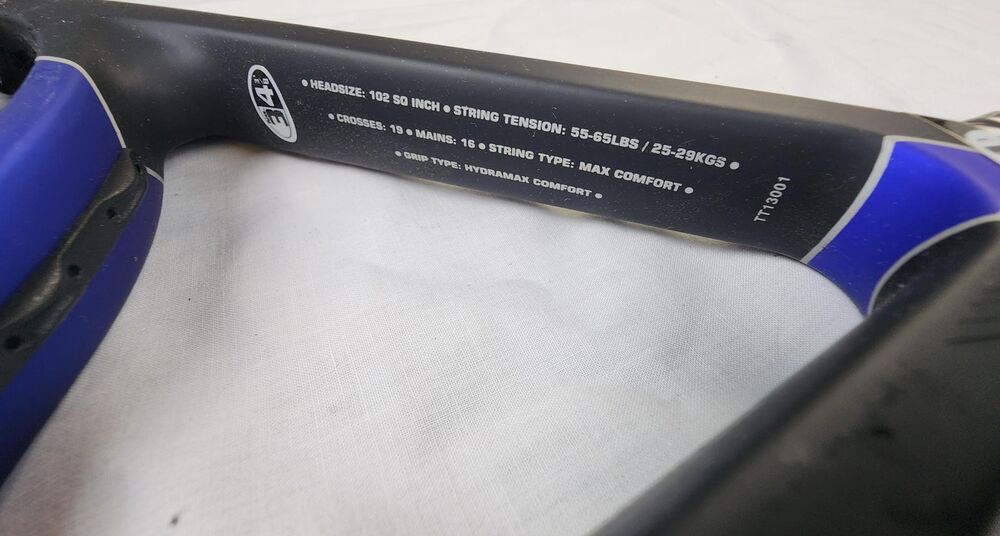 ● HEADSIZE: 102 SQ INCH ● STRING TENSION: 55-65LBS / 25-29KGS ●
● CROSSES: 19 ● MAINS: 16 ● STRING TYPE: MAX COMFORT ●
● GRIP TYPE: HYDRAMAX COMFORT ●
TT13001